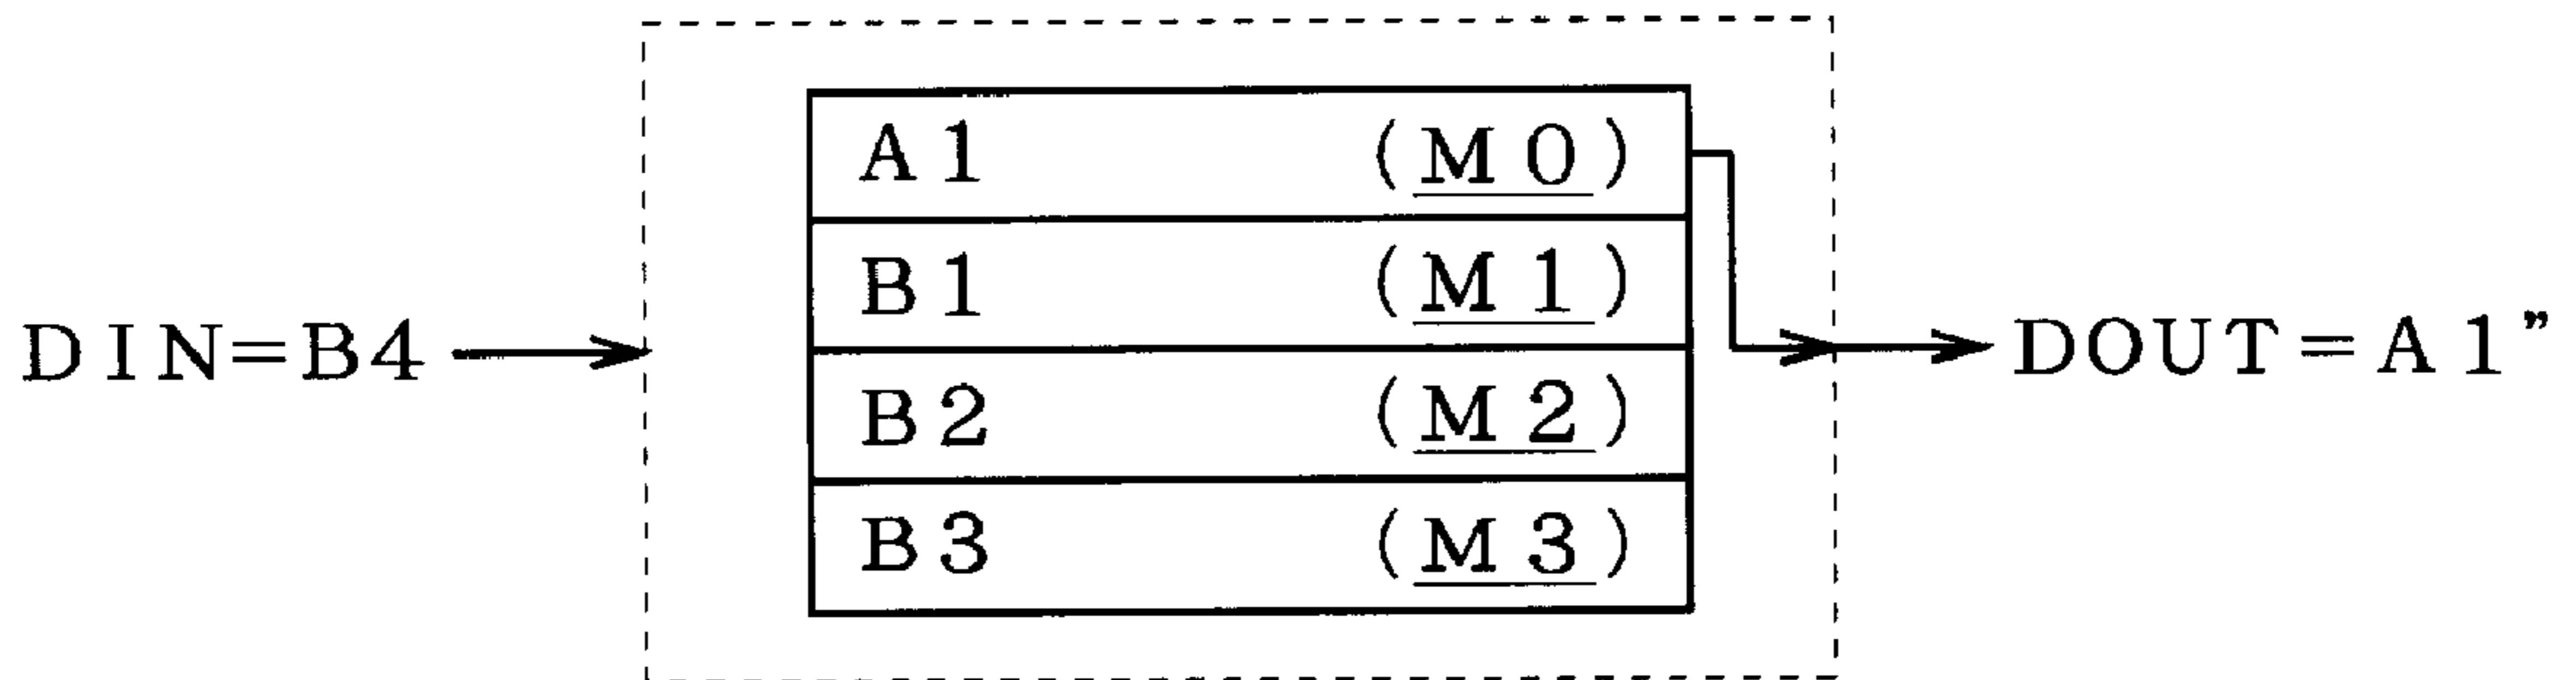 A1 (M0)
B1 (M1)
DIN=B4
DOUT=A1”
B2 (M2)
B3 (M3)